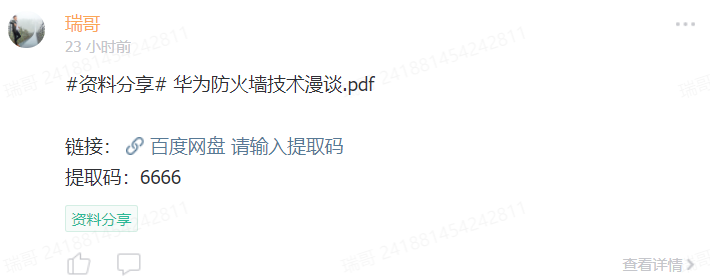 瑞哥
23 小时前
#资料分享# 华为防火墙技术漫谈.pdf
链接： 百度网盘 请输入提取码
提取码：6666
资料分享
查看详情
瑞哥 241881454242811
瑞哥 241881454242811
瑞哥 241881454242811
瑞哥 241881454242811